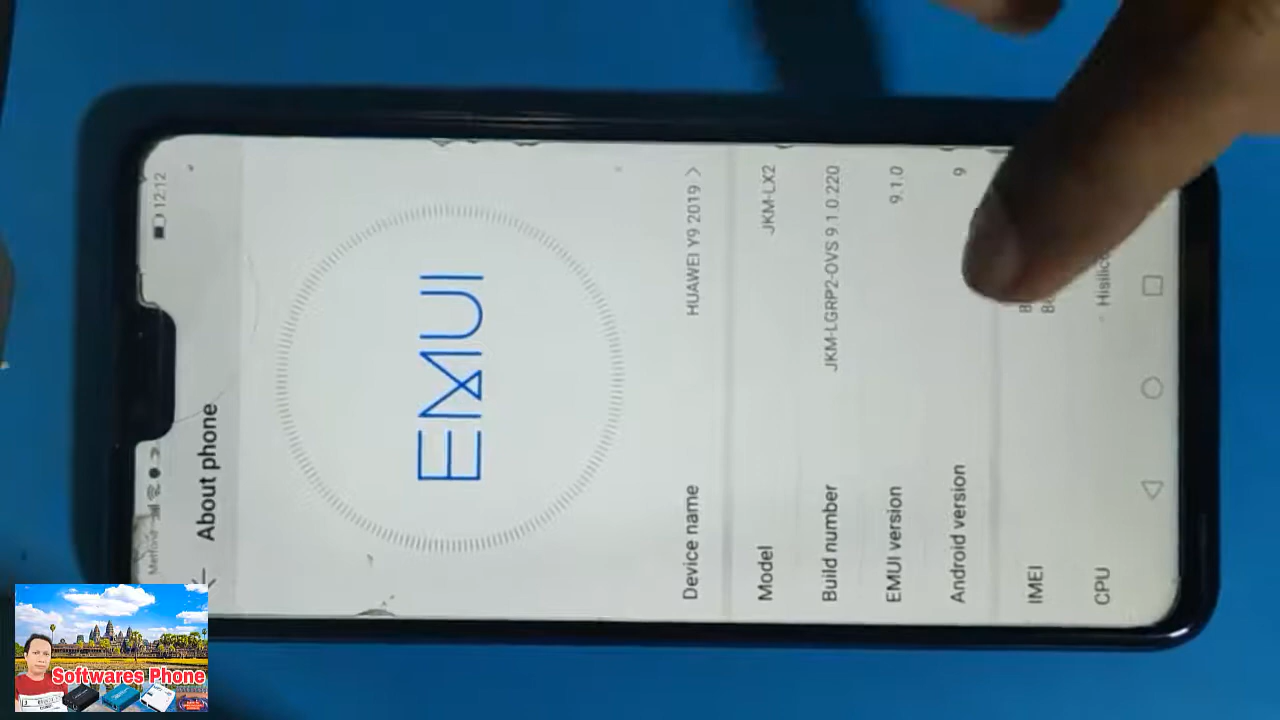 Metfone
12:12
About phone
EMUI
Device name HUAWEI Y9 2019
Model JKM-LX2
Build number JKM-LGRP2-OVS 9.1.0.220
EMUI version 9.1.0
Android version 9
IMEI
CPU
Softwares Phone